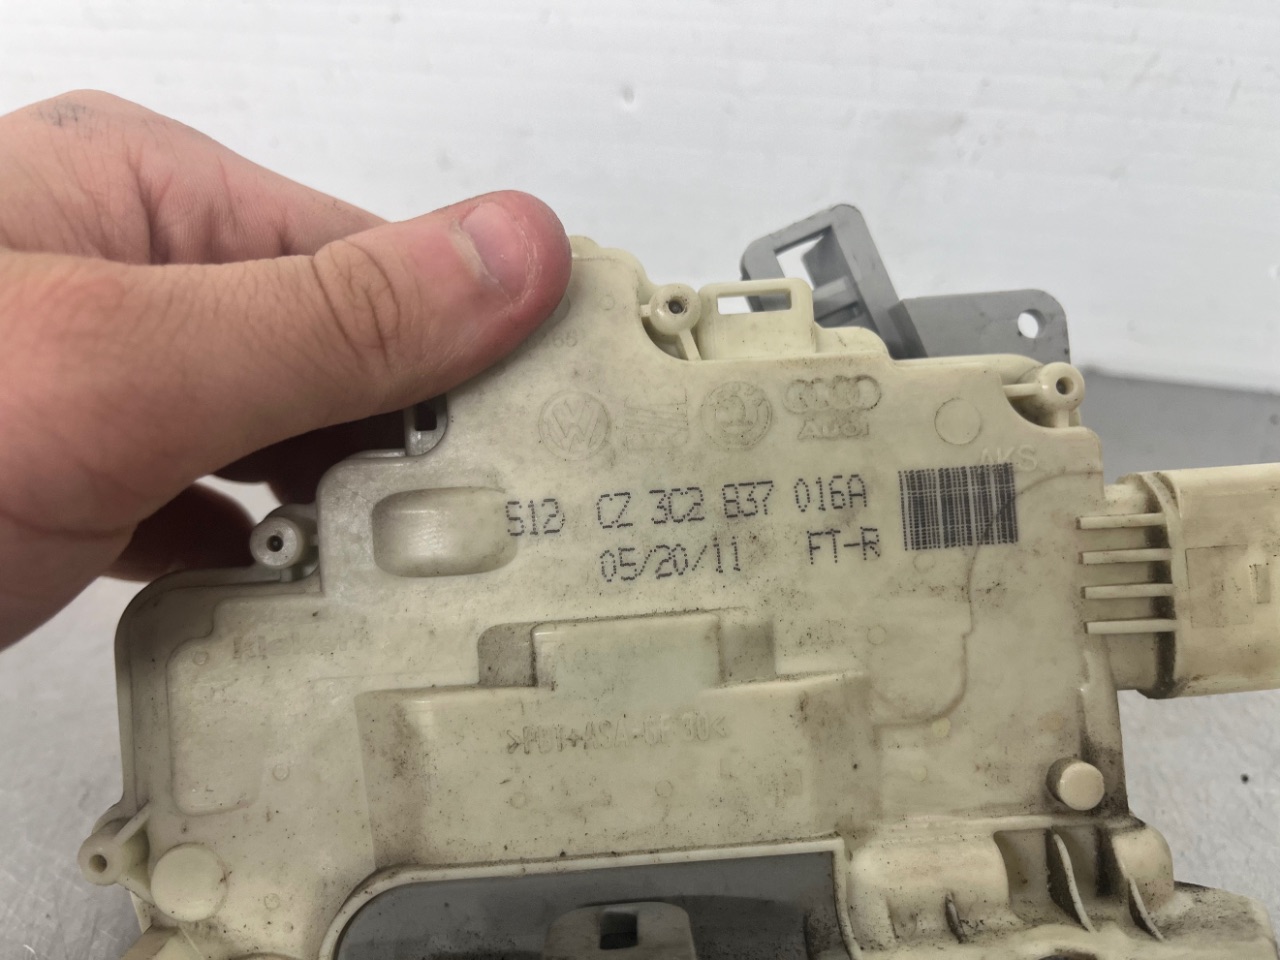 AUDI
AKS
S12 CZ 3C2 837 016A
05/20/11 FT-R
>PBT+ASA-GF30<